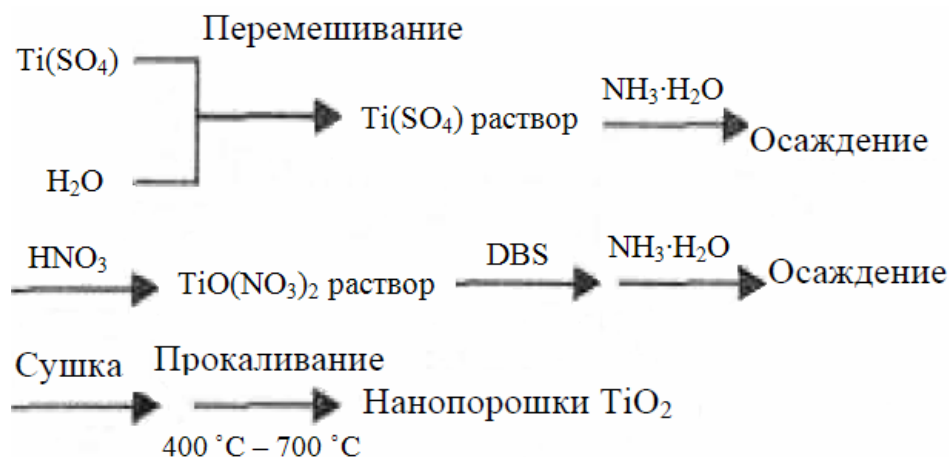 Перемешивание
Ti(SO₄)
NH₃·H₂O
Ti(SO₄) раствор
Осаждение
H₂O
HNO₃
DBS
NH₃·H₂O
TiO(NO₃)₂ раствор
Осаждение
Сушка
Прокаливание
Нанопорошки TiO₂
400 ˚C – 700 ˚C